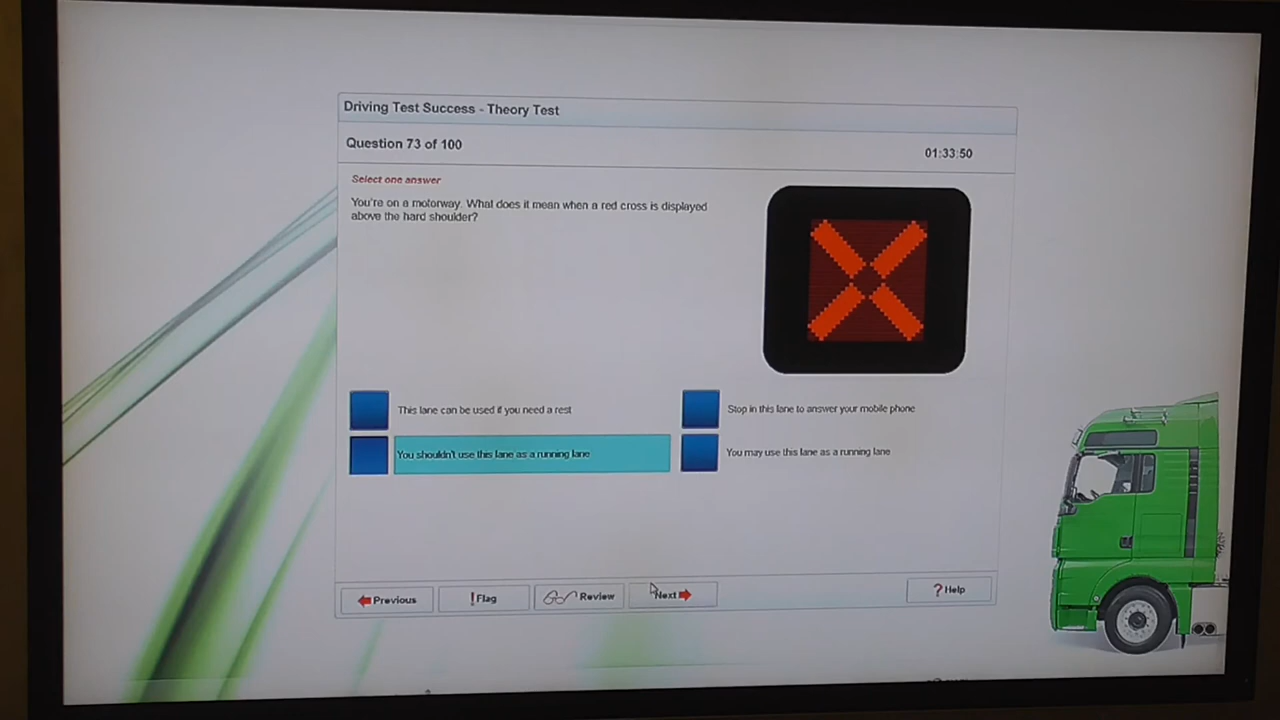 Driving Test Success - Theory Test
Question 73 of 100
01:33:50
Select one answer
You're on a motorway. What does it mean when a red cross is displayed
above the hard shoulder?
This lane can be used if you need a rest
Stop in this lane to answer your mobile phone
You shouldn't use this lane as a running lane
You may use this lane as a running lane
Previous
!Flag
Review
Next
? Help